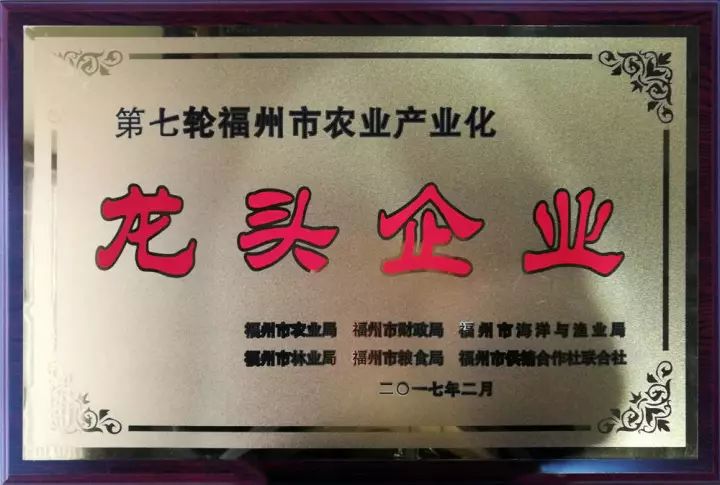 第七轮福州市农业产业化
龙头企业
福州市农业局 福州市财政局 福州市海洋与渔业局
福州市林业局 福州市粮食局 福州市供销合作社联合社
二〇一七年二月